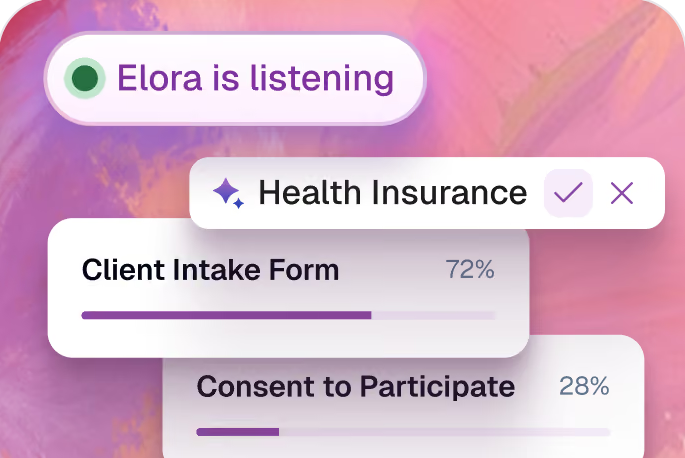 Elora is listening
Health Insurance
Client Intake Form 72%
Consent to Participate 28%